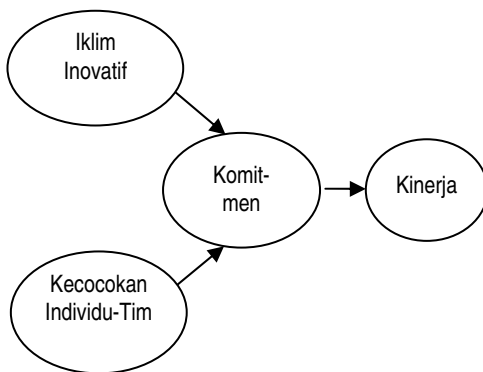 Iklim
Inovatif
Komit-
men
Kinerja
Kecocokan
Individu-Tim